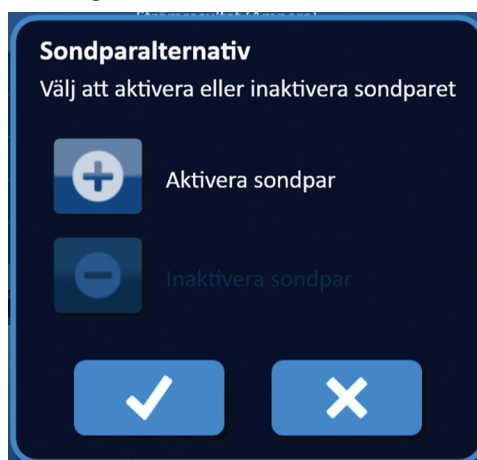 Sondparalternativ
Välj att aktivera eller inaktivera sondparet
Aktivera sondpar
Inaktivera sondpar